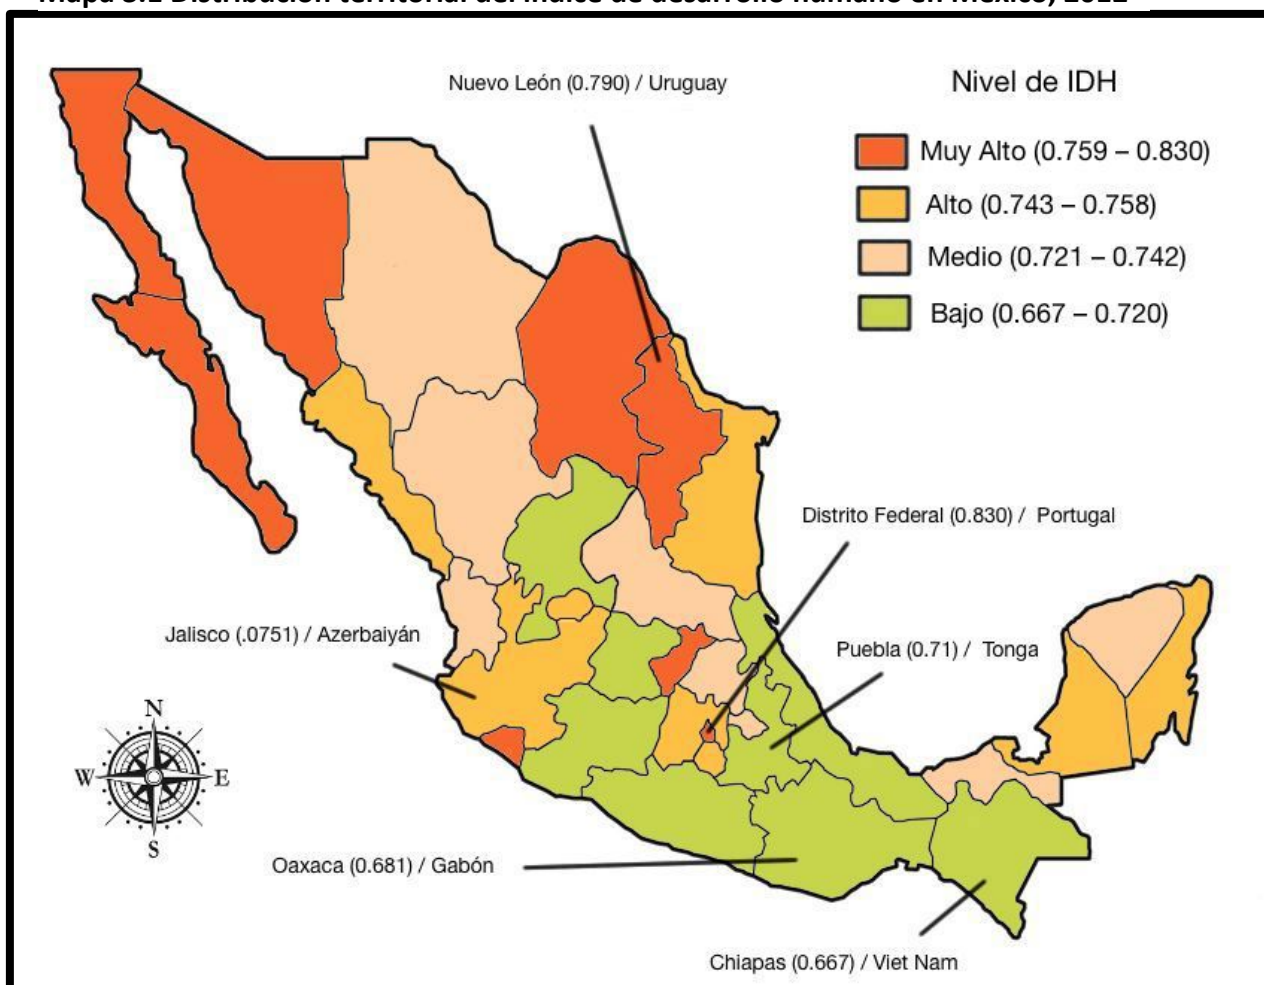 Nuevo León (0.790) / Uruguay
Nivel de IDH
Muy Alto (0.759 – 0.830)
Alto (0.743 – 0.758)
Medio (0.721 – 0.742)
Bajo (0.667 – 0.720)
Distrito Federal (0.830) / Portugal
Jalisco (.0751) / Azerbaiyán
Puebla (0.71) / Tonga
N
W
E
S
Oaxaca (0.681) / Gabón
Chiapas (0.667) / Viet Nam